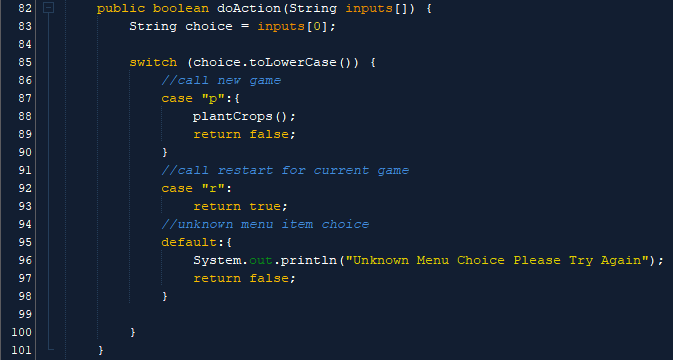 82 public boolean doAction(String inputs[]) {
83 String choice = inputs[0];
84
85 switch (choice.toLowerCase()) {
86 //call new game
87 case "p":{
88 plantCrops();
89 return false;
90 }
91 //call restart for current game
92 case "r":
93 return true;
94 //unknown menu item choice
95 default:{
96 System.out.println("Unknown Menu Choice Please Try Again");
97 return false;
98 }
99
100 }
101 }